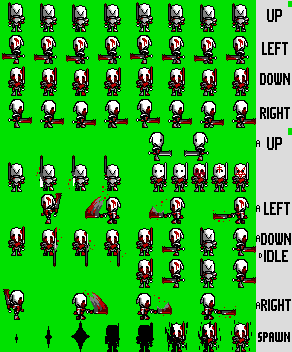 UP
LEFT
DOWN
RIGHT
A UP
A LEFT
A DOWN
D IDLE
A RIGHT
SPAWN